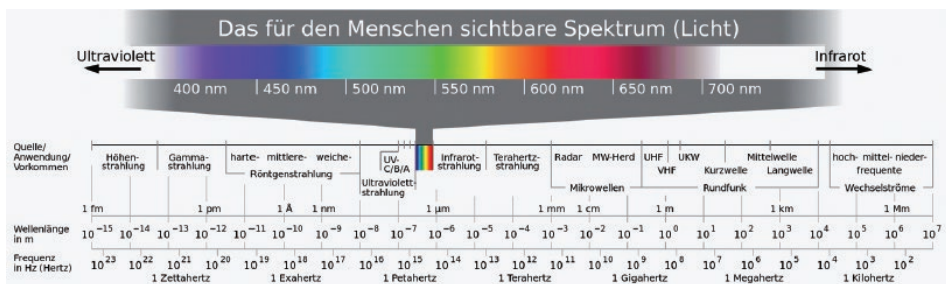 Das für den Menschen sichtbare Spektrum (Licht)
Ultraviolett
Infrarot
400 nm 450 nm 500 nm 550 nm 600 nm 650 nm 700 nm
Quelle/
Anwendung/
Vorkommen
Höhen-
strahlung
Gamma-
strahlung
harte- mittlere- weiche-
Röntgenstrahlung
UV-
C/B/A
Ultraviolett-
strahlung
Infrarot-
strahlung
Terahertz-
strahlung
Radar MW-Herd
Mikrowellen
UHF UKW Mittelwelle
VHF Kurzwelle Langwelle
Rundfunk
hoch- mittel- nieder-
frequente
Wechselströme
1 fm 1 pm 1 Å 1 nm 1 µm 1 mm 1 cm 1 m 1 km 1 Mm
Wellenlänge
in m
10⁻¹⁵ 10⁻¹⁴ 10⁻¹³ 10⁻¹² 10⁻¹¹ 10⁻¹⁰ 10⁻⁹ 10⁻⁸ 10⁻⁷ 10⁻⁶ 10⁻⁵ 10⁻⁴ 10⁻³ 10⁻² 10⁻¹ 10⁰ 10¹ 10² 10³ 10⁴ 10⁵ 10⁶ 10⁷
Frequenz
in Hz (Hertz)
10²³ 10²² 10²¹ 10²⁰ 10¹⁹ 10¹⁸ 10¹⁷ 10¹⁶ 10¹⁵ 10¹⁴ 10¹³ 10¹² 10¹¹ 10¹⁰ 10⁹ 10⁸ 10⁷ 10⁶ 10⁵ 10⁴ 10³ 10²
1 Zettahertz 1 Exahertz 1 Petahertz 1 Terahertz 1 Gigahertz 1 Megahertz 1 Kilohertz